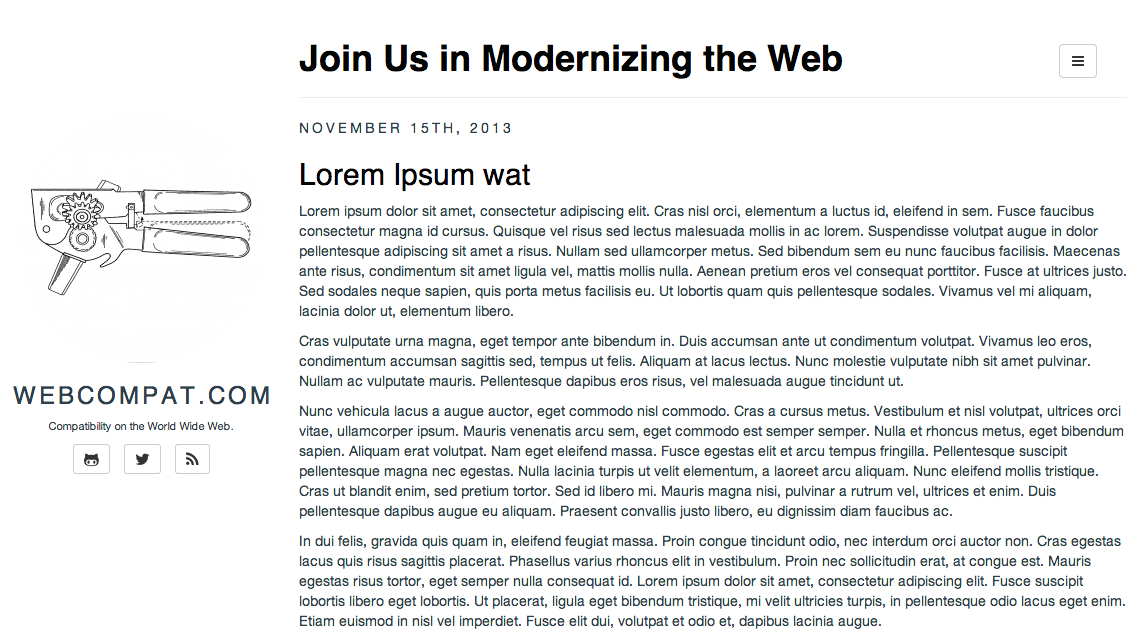 Join Us in Modernizing the Web
NOVEMBER 15TH, 2013
Lorem Ipsum wat
Lorem ipsum dolor sit amet, consectetur adipiscing elit. Cras nisl orci, elementum a luctus id, eleifend in sem. Fusce faucibus
consectetur magna id cursus. Quisque vel risus sed lectus malesuada mollis in ac lorem. Suspendisse volutpat augue in dolor
pellentesque adipiscing sit amet a risus. Nullam sed ullamcorper metus. Sed bibendum sem eu nunc faucibus facilisis. Maecenas
ante risus, condimentum sit amet ligula vel, mattis mollis nulla. Aenean pretium eros vel consequat porttitor. Fusce at ultrices justo.
Sed sodales neque sapien, quis porta metus facilisis eu. Ut lobortis quam quis pellentesque sodales. Vivamus vel mi aliquam,
lacinia dolor ut, elementum libero.
Cras vulputate urna magna, eget tempor ante bibendum in. Duis accumsan ante ut condimentum volutpat. Vivamus leo eros,
condimentum accumsan sagittis sed, tempus ut felis. Aliquam at lacus lectus. Nunc molestie vulputate nibh sit amet pulvinar.
Nullam ac vulputate mauris. Pellentesque dapibus eros risus, vel malesuada augue tincidunt ut.
Nunc vehicula lacus a augue auctor, eget commodo nisl commodo. Cras a cursus metus. Vestibulum et nisl volutpat, ultrices orci
vitae, ullamcorper ipsum. Mauris venenatis arcu sem, eget commodo est semper semper. Nulla et rhoncus metus, eget bibendum
sapien. Aliquam erat volutpat. Nam eget eleifend massa. Fusce egestas elit et arcu tempus fringilla. Pellentesque suscipit
pellentesque magna nec egestas. Nulla lacinia turpis ut velit elementum, a laoreet arcu aliquam. Nunc eleifend mollis tristique.
Cras ut blandit enim, sed pretium tortor. Sed id libero mi. Mauris magna nisi, pulvinar a rutrum vel, ultrices et enim. Duis
pellentesque dapibus augue eu aliquam. Praesent convallis justo libero, eu dignissim diam faucibus ac.
In dui felis, gravida quis quam in, eleifend feugiat massa. Proin congue tincidunt odio, nec interdum orci auctor non. Cras egestas
lacus quis risus sagittis placerat. Phasellus varius rhoncus elit in vestibulum. Proin nec sollicitudin erat, at congue est. Mauris
egestas risus tortor, eget semper nulla consequat id. Lorem ipsum dolor sit amet, consectetur adipiscing elit. Fusce suscipit
lobortis libero eget lobortis. Ut placerat, ligula eget bibendum tristique, mi velit ultricies turpis, in pellentesque odio lacus eget enim.
Etiam euismod in nisl vel imperdiet. Fusce elit dui, volutpat et odio et, dapibus lacinia augue.
WEBCOMPAT.COM
Compatibility on the World Wide Web.